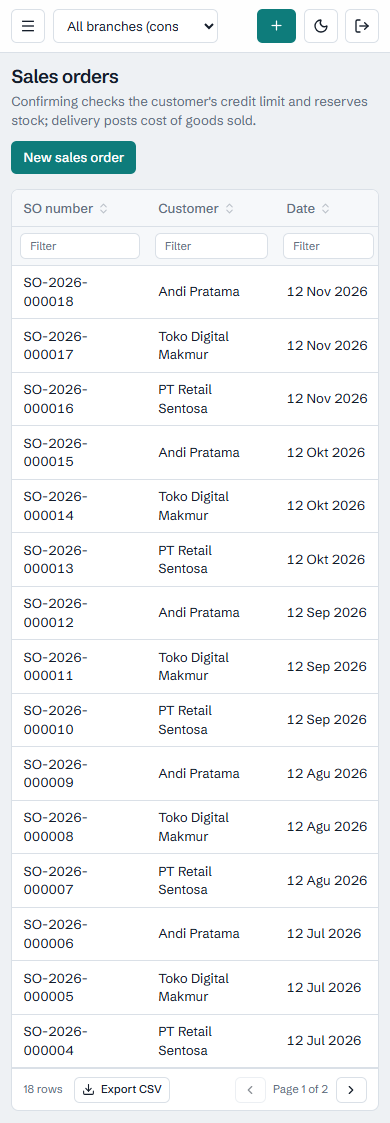 All branches (cons
Sales orders
Confirming checks the customer's credit limit and reserves
stock; delivery posts cost of goods sold.
New sales order
SO number Customer Date
Filter Filter Filter
SO-2026-
000018 Andi Pratama 12 Nov 2026
SO-2026-
000017 Toko Digital
Makmur 12 Nov 2026
SO-2026-
000016 PT Retail
Sentosa 12 Nov 2026
SO-2026-
000015 Andi Pratama 12 Okt 2026
SO-2026-
000014 Toko Digital
Makmur 12 Okt 2026
SO-2026-
000013 PT Retail
Sentosa 12 Okt 2026
SO-2026-
000012 Andi Pratama 12 Sep 2026
SO-2026-
000011 Toko Digital
Makmur 12 Sep 2026
SO-2026-
000010 PT Retail
Sentosa 12 Sep 2026
SO-2026-
000009 Andi Pratama 12 Agu 2026
SO-2026-
000008 Toko Digital
Makmur 12 Agu 2026
SO-2026-
000007 PT Retail
Sentosa 12 Agu 2026
SO-2026-
000006 Andi Pratama 12 Jul 2026
SO-2026-
000005 Toko Digital
Makmur 12 Jul 2026
SO-2026-
000004 PT Retail
Sentosa 12 Jul 2026
18 rows Export CSV Page 1 of 2